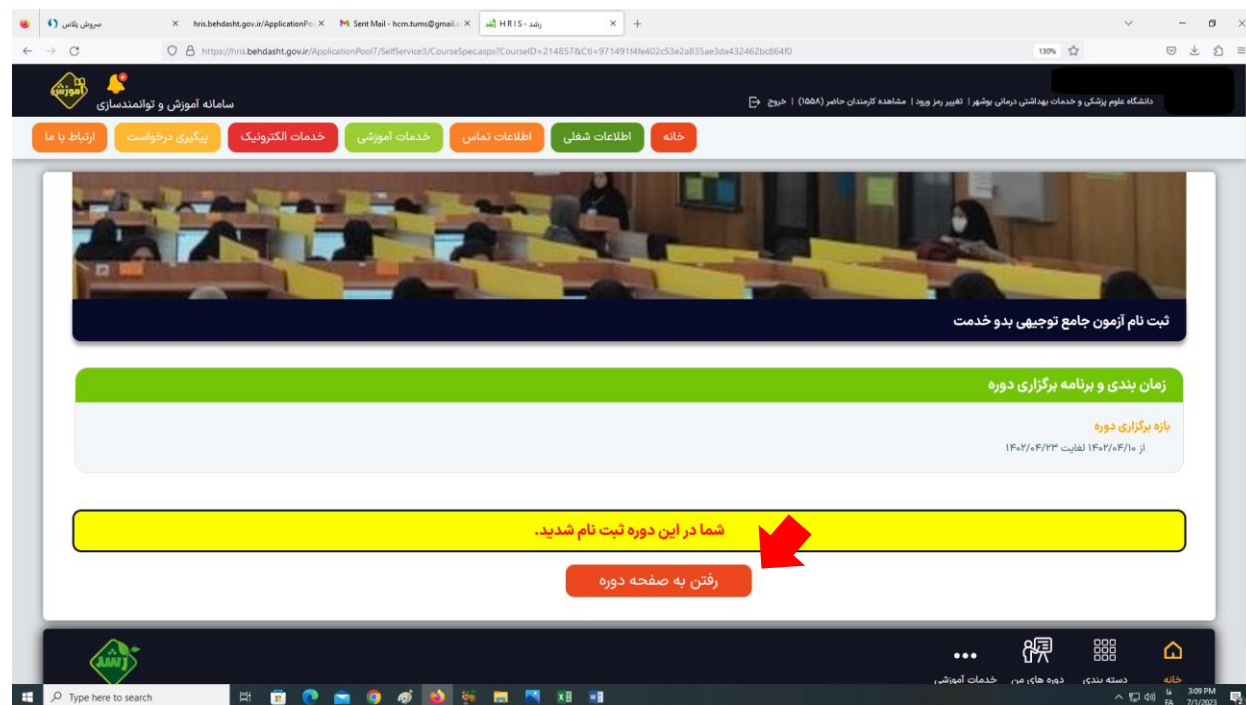 سروش پلاس
hris.behdasht.gov.ir/ApplicationPo
Sent Mail - hcm.tums@gmail.c
رشد - H R I S
https://hris.behdasht.gov.ir/ApplicationPool7/SelfService3/CourseSpec.aspx?CourseID=214857&Ctl=971491f4fe402c53e2a835ae3da432462bc864f0
130%
آموزش
سامانه آموزش و توانمندسازی
دانشگاه علوم پزشکی و خدمات بهداشتی درمانی بوشهر | تغییر رمز ورود | مشاهده کارمندان حاضر (۱۵۵۸) | خروج
خانه
اطلاعات شغلی
اطلاعات تماس
خدمات آموزشی
خدمات الکترونیک
پیگیری درخواست
ارتباط با ما
ثبت نام آزمون جامع توجیهی بدو خدمت
زمان بندی و برنامه برگزاری دوره
بازه برگزاری دوره
از ۱۴۰۲/۰۴/۱۰ لغایت ۱۴۰۲/۰۴/۲۳
شما در این دوره ثبت نام شدید.
رفتن به صفحه دوره
رشد
خانه
دسته بندی
دوره های من
خدمات آموزشی
Type here to search
فا
FA
3:09 PM
7/1/2023
2